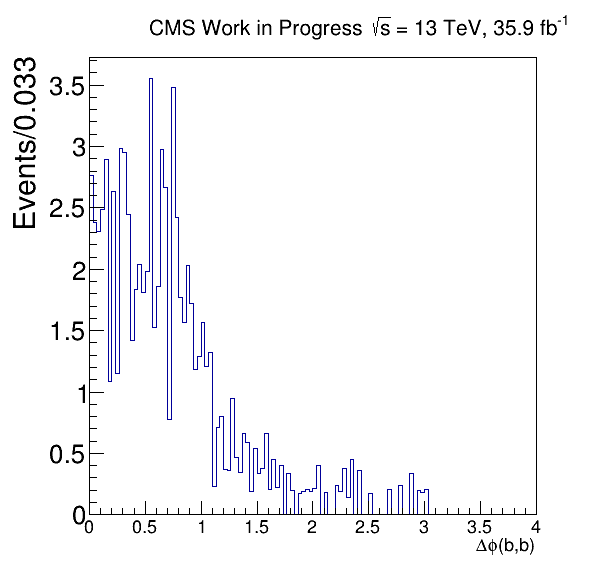 CMS Work in Progress √s = 13 TeV, 35.9 fb⁻¹
Events/0.033
3.5
3
2.5
2
1.5
1
0.5
0
0 0.5 1 1.5 2 2.5 3 3.5 4
Δϕ(b,b)